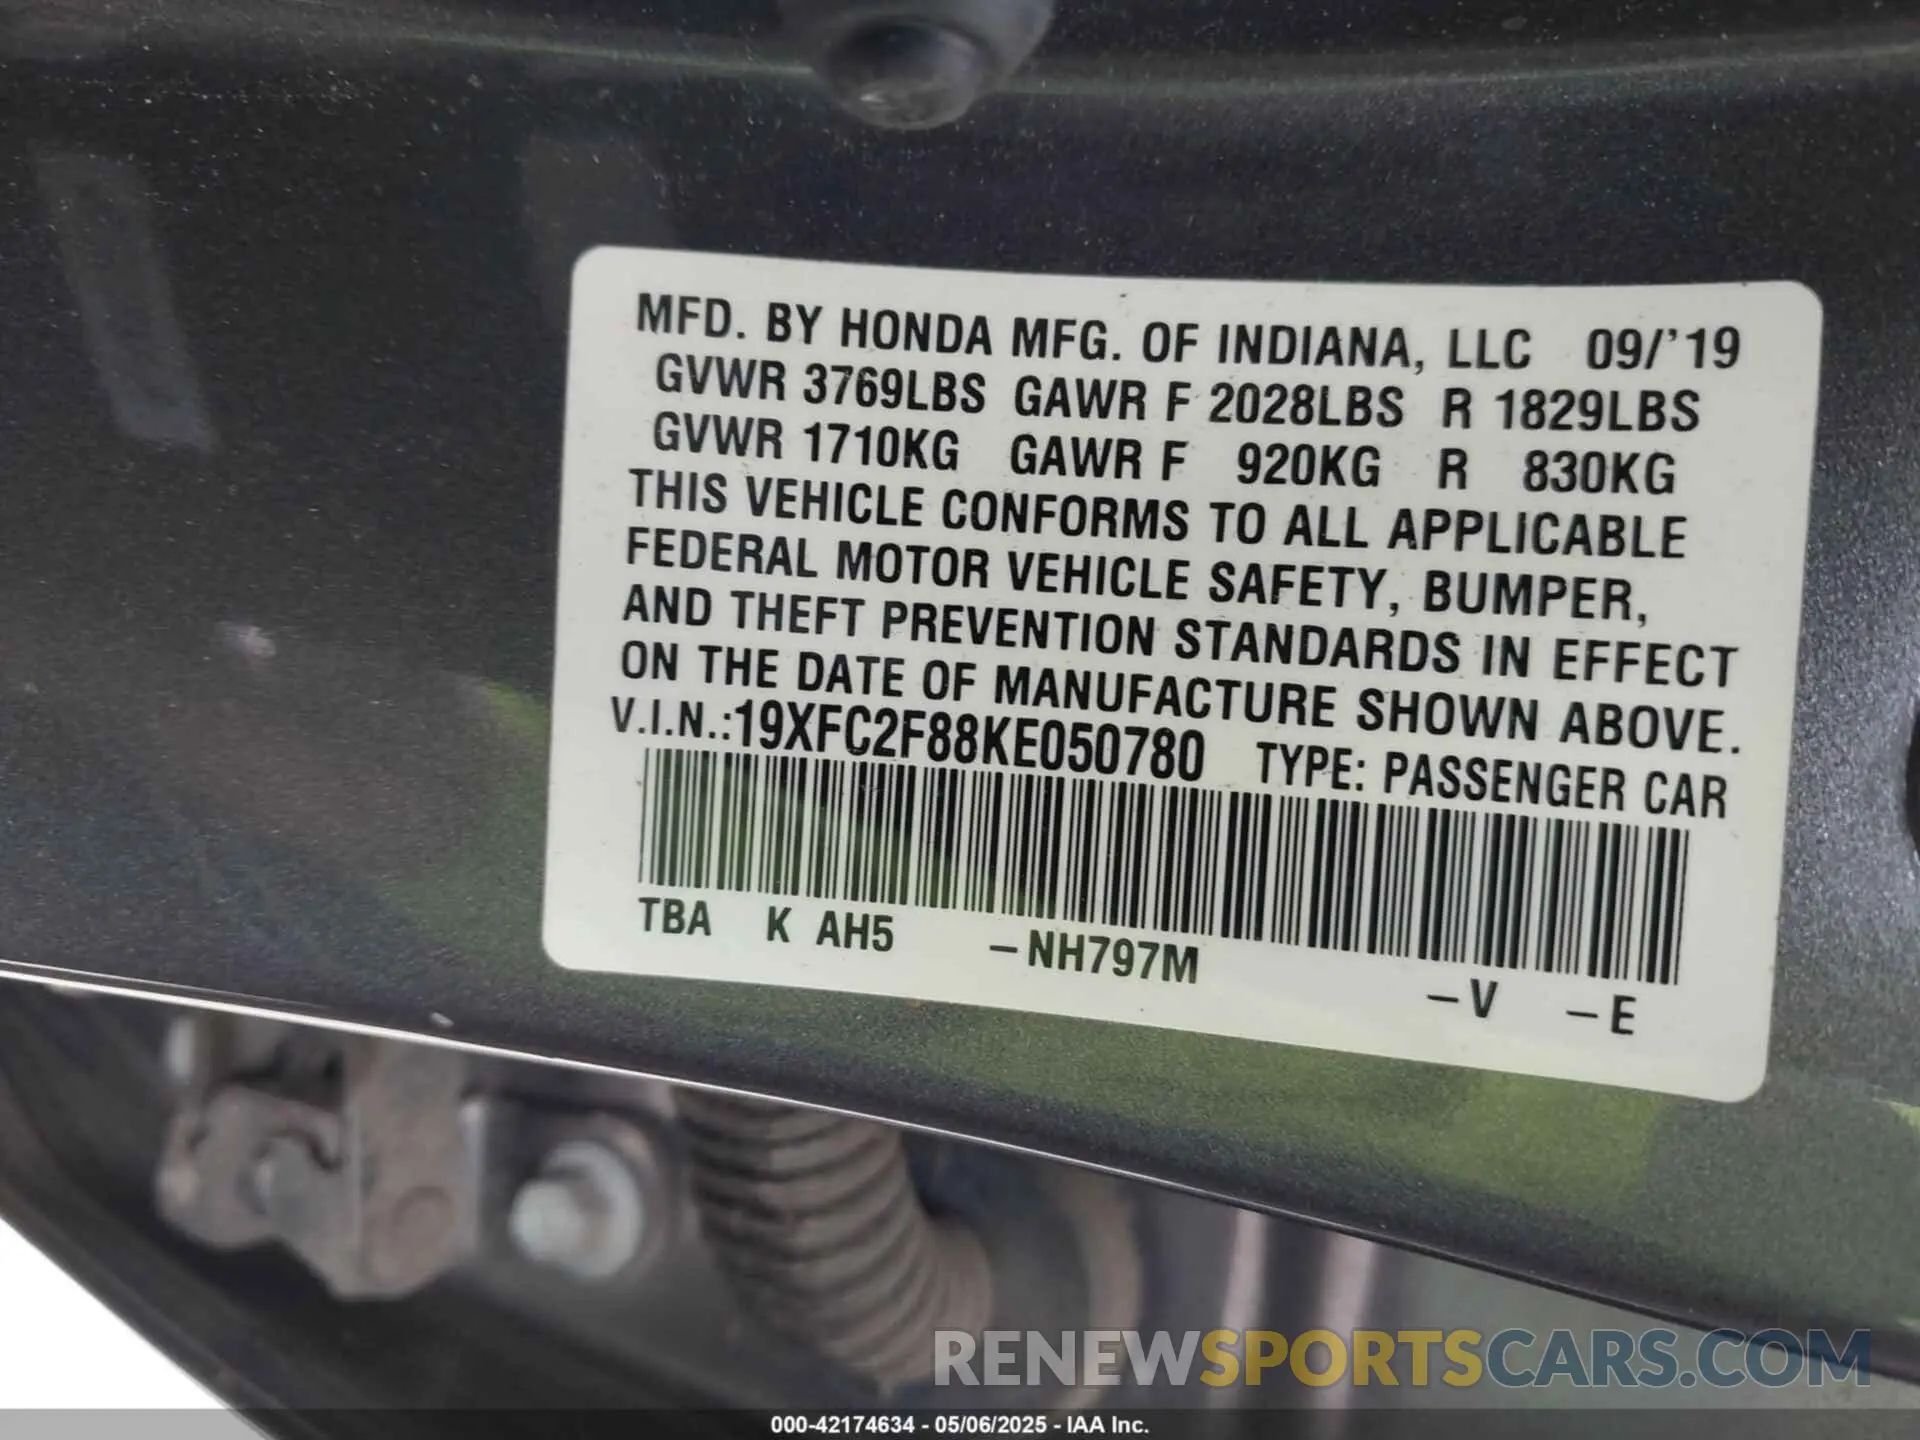 MFD. BY HONDA MFG. OF INDIANA, LLC 09/'19
GVWR 3769LBS GAWR F 2028LBS R 1829LBS
GVWR 1710KG GAWR F 920KG R 830KG
THIS VEHICLE CONFORMS TO ALL APPLICABLE
FEDERAL MOTOR VEHICLE SAFETY, BUMPER,
AND THEFT PREVENTION STANDARDS IN EFFECT
ON THE DATE OF MANUFACTURE SHOWN ABOVE.
V.I.N.:19XFC2F88KE050780 TYPE: PASSENGER CAR
TBA K AH5 -NH797M -V -E
RENEWSPORTSCARS.COM
000-42174634 - 05/06/2025 - IAA Inc.